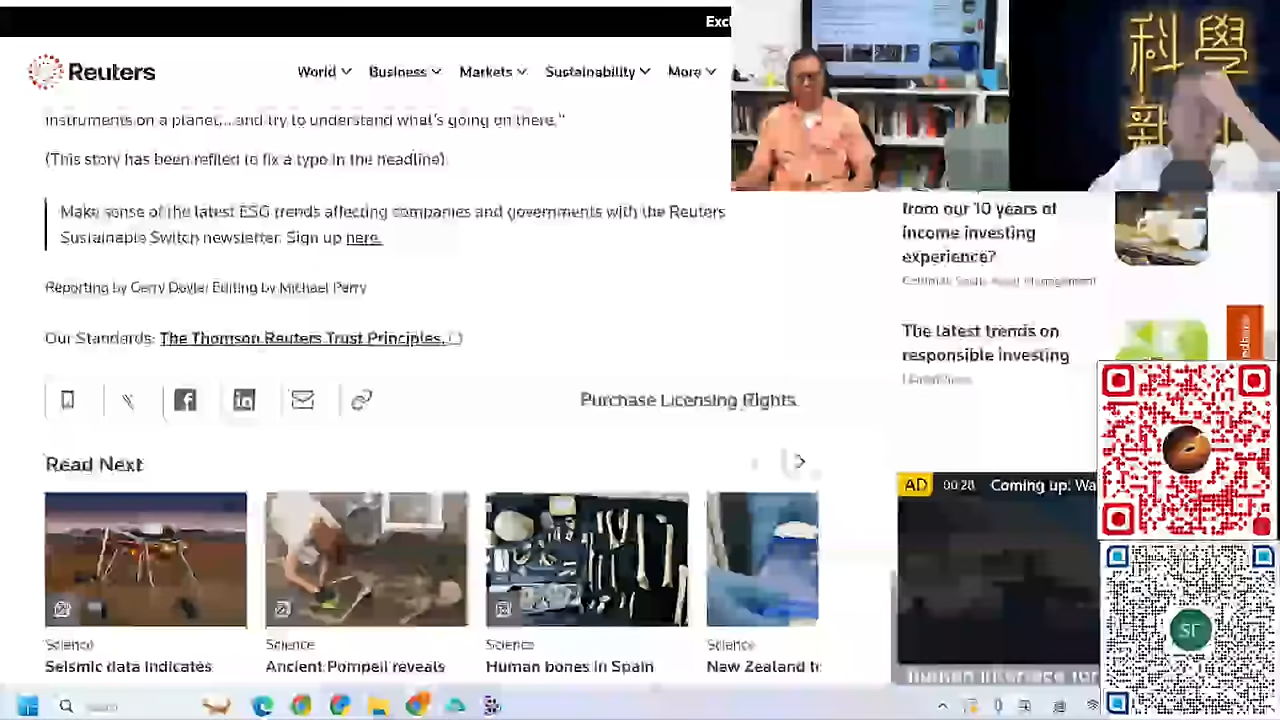 Reuters
World
Business
Markets
Sustainability
More
科學
instruments on a planet,...and try to understand what's going on there."
(This story has been refiled to fix a typo in the headline)
Make sense of the latest ESG trends affecting companies and governments with the Reuters
Sustainable Switch newsletter. Sign up here.
Reporting by Gerry Doyle; Editing by Michael Perry
Our Standards: The Thomson Reuters Trust Principles.
Purchase Licensing Rights
from our 10 years of
income investing
experience?
The latest trends on
responsible investing
Read Next
AD 00:28 Coming up: Wa
Science
Seismic data indicates
Science
Ancient Pompeii reveals
Science
Human bones in Spain
Science
New Zealand t
ST